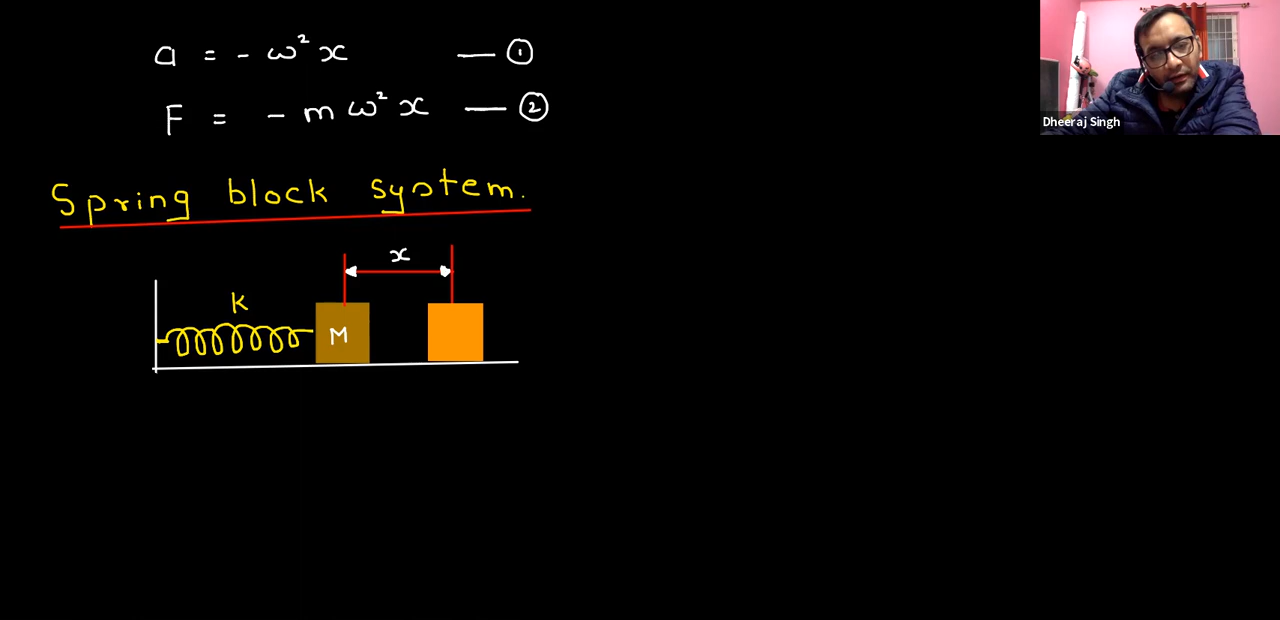 a = - ω² x — ①
F = - m ω² x — ②
Dheeraj Singh
Spring block system.
x
K
M